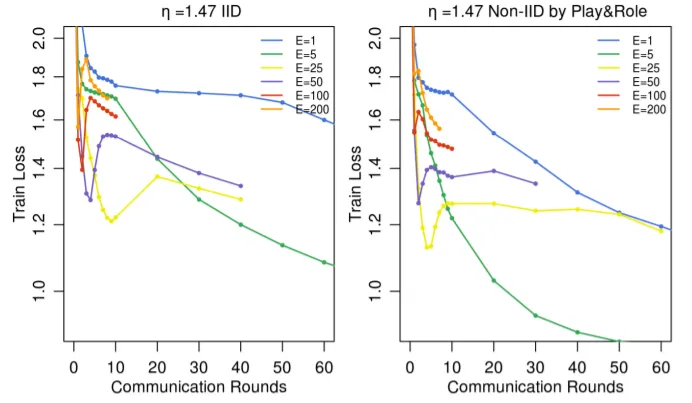 η =1.47 IID
Train Loss
2.0
1.8
1.6
1.4
1.2
1.0
E=1
E=5
E=25
E=50
E=100
E=200
0 10 20 30 40 50 60
Communication Rounds
η =1.47 Non-IID by Play&Role
Train Loss
2.0
1.8
1.6
1.4
1.2
1.0
E=1
E=5
E=25
E=50
E=100
E=200
0 10 20 30 40 50 60
Communication Rounds